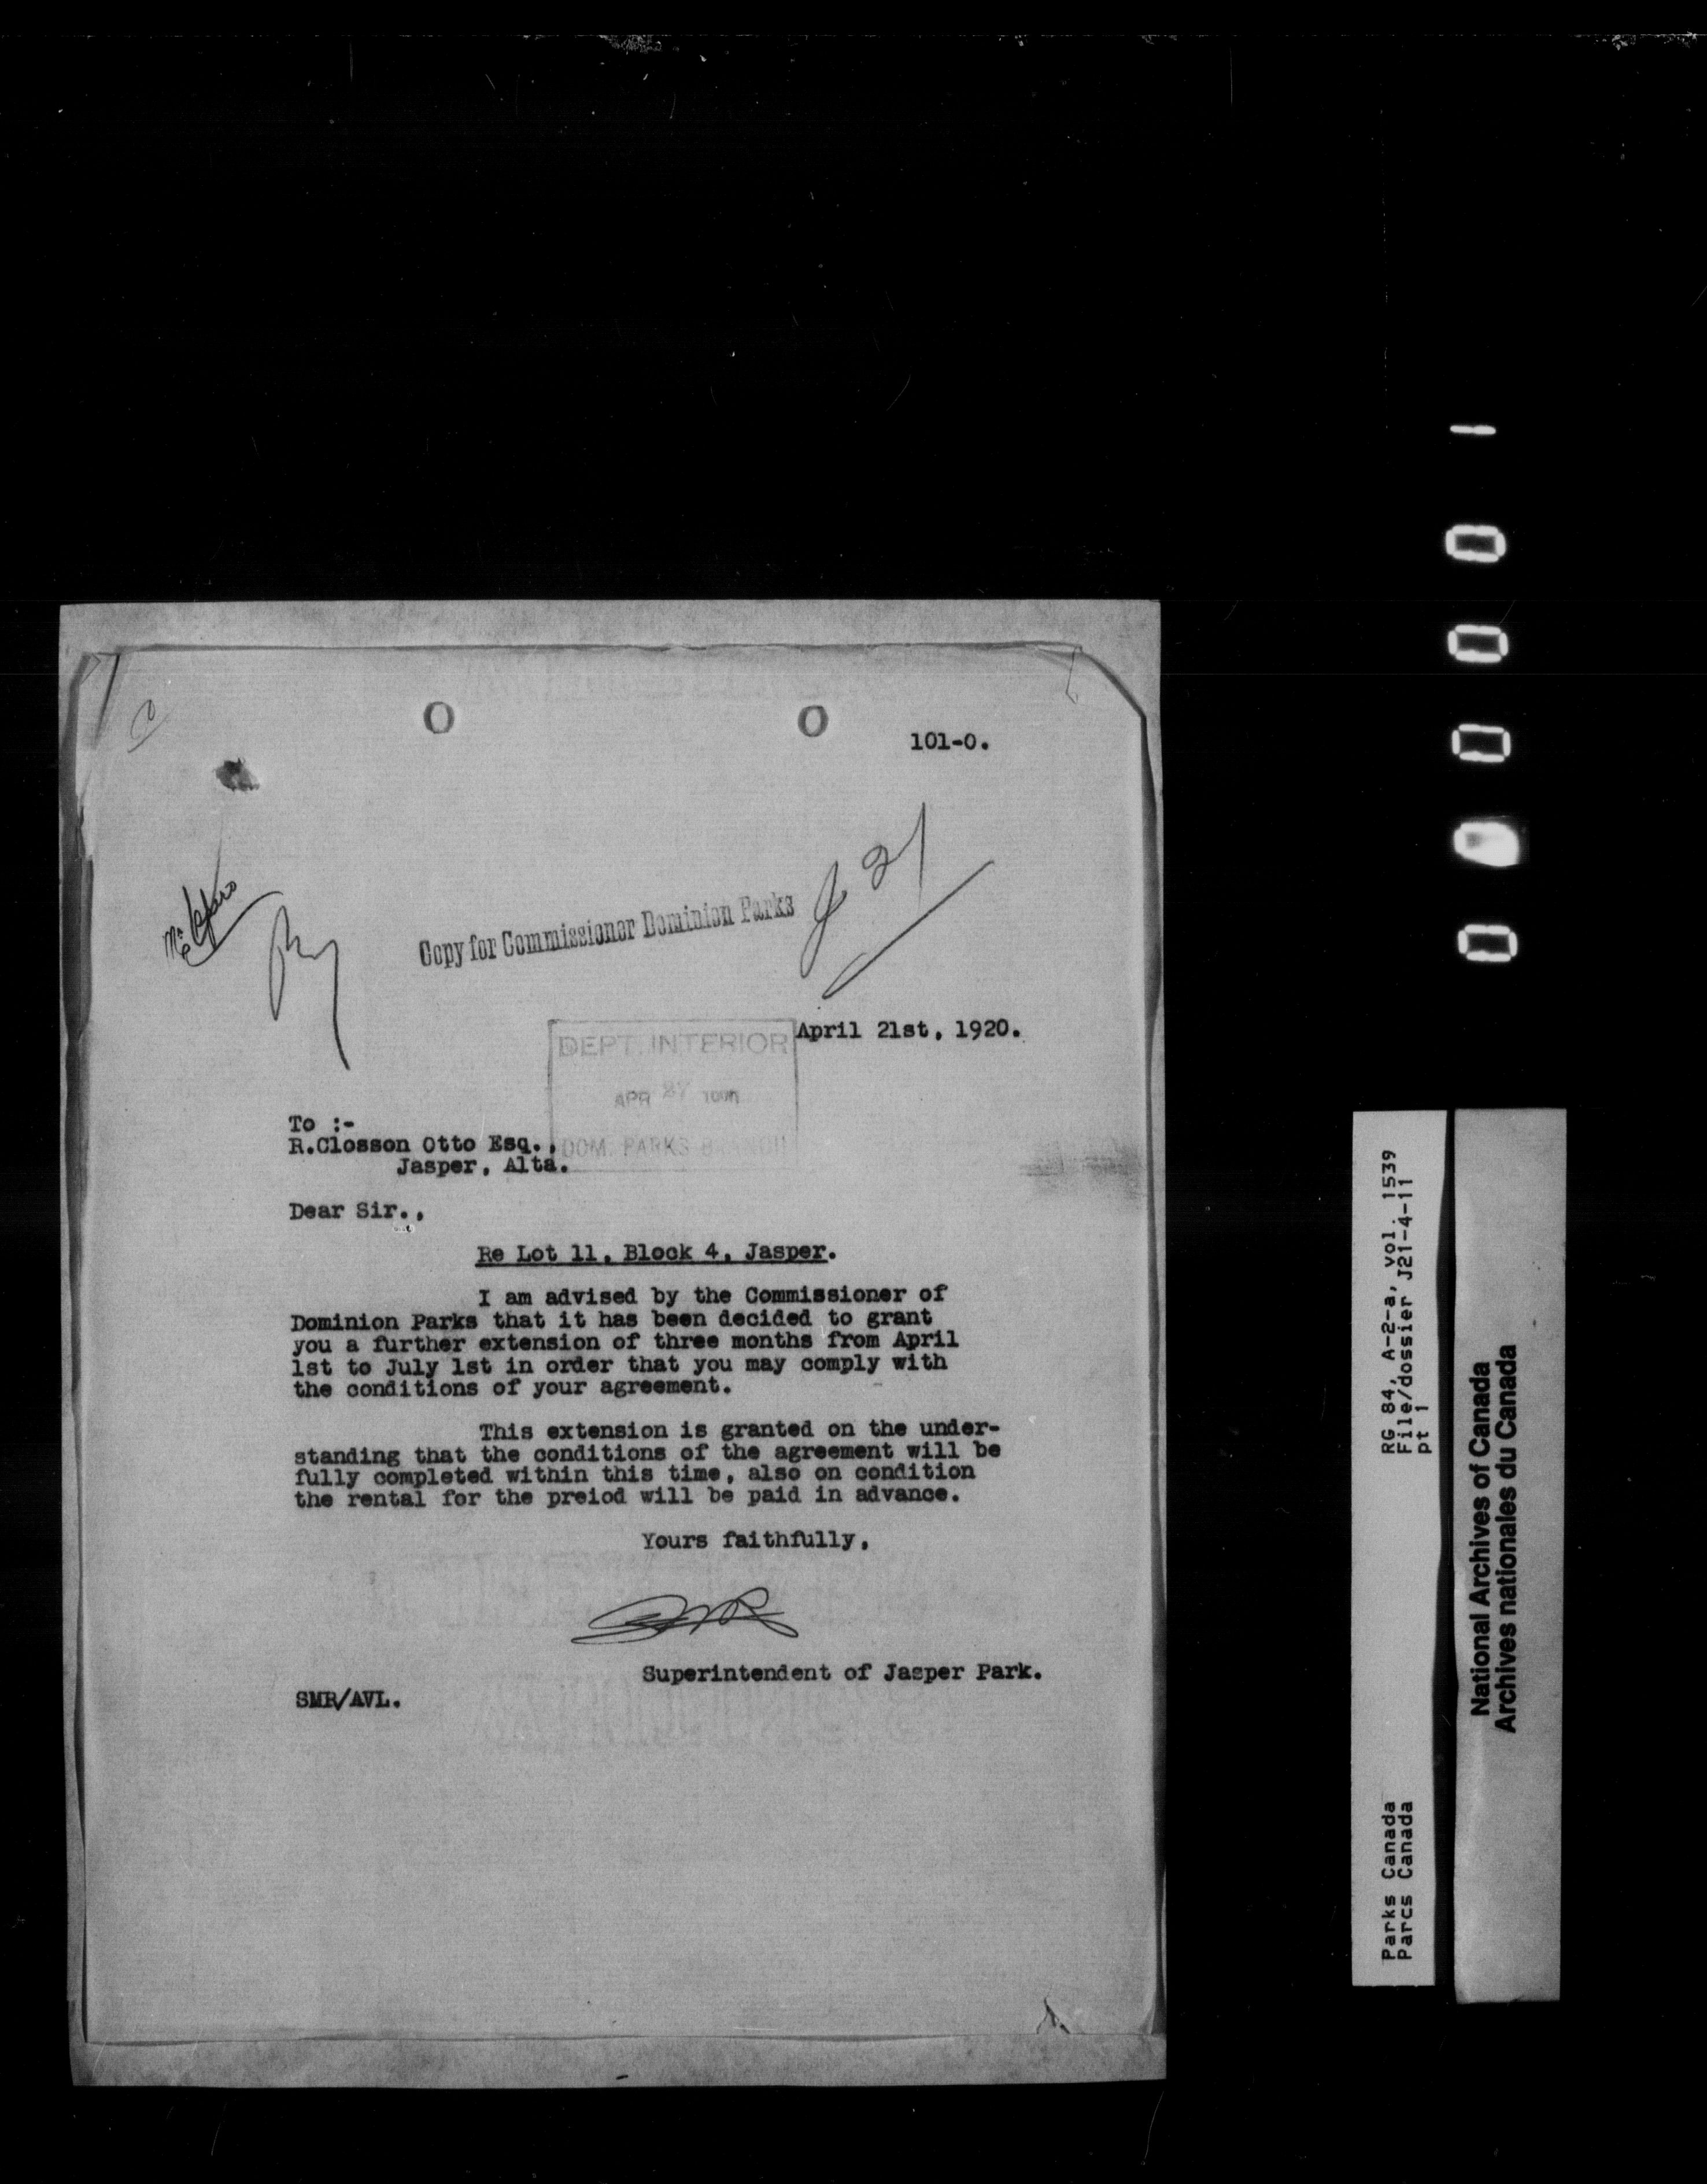 101-0.
J 21
Copy for Commissioner Dominion Parks
April 21st, 1920.
DEPT. INTERIOR
APR 27
DOM. PARKS BRANCH
To :-
R.Closson Otto Esq.,
Jasper, Alta.
Dear Sir.,
Re Lot 11, Block 4, Jasper.
I am advised by the Commissioner of
Dominion Parks that it has been decided to grant
you a further extension of three months from April
1st to July 1st in order that you may comply with
the conditions of your agreement.
This extension is granted on the under-
standing that the conditions of the agreement will be
fully completed within this time, also on condition
the rental for the preiod will be paid in advance.
Yours faithfully,
Superintendent of Jasper Park.
SMR/AVL.
RG 84, A-2-a, vol. 1539
File/dossier J21-4-11
pt 1
Parks Canada
Parcs Canada
National Archives of Canada
Archives nationales du Canada